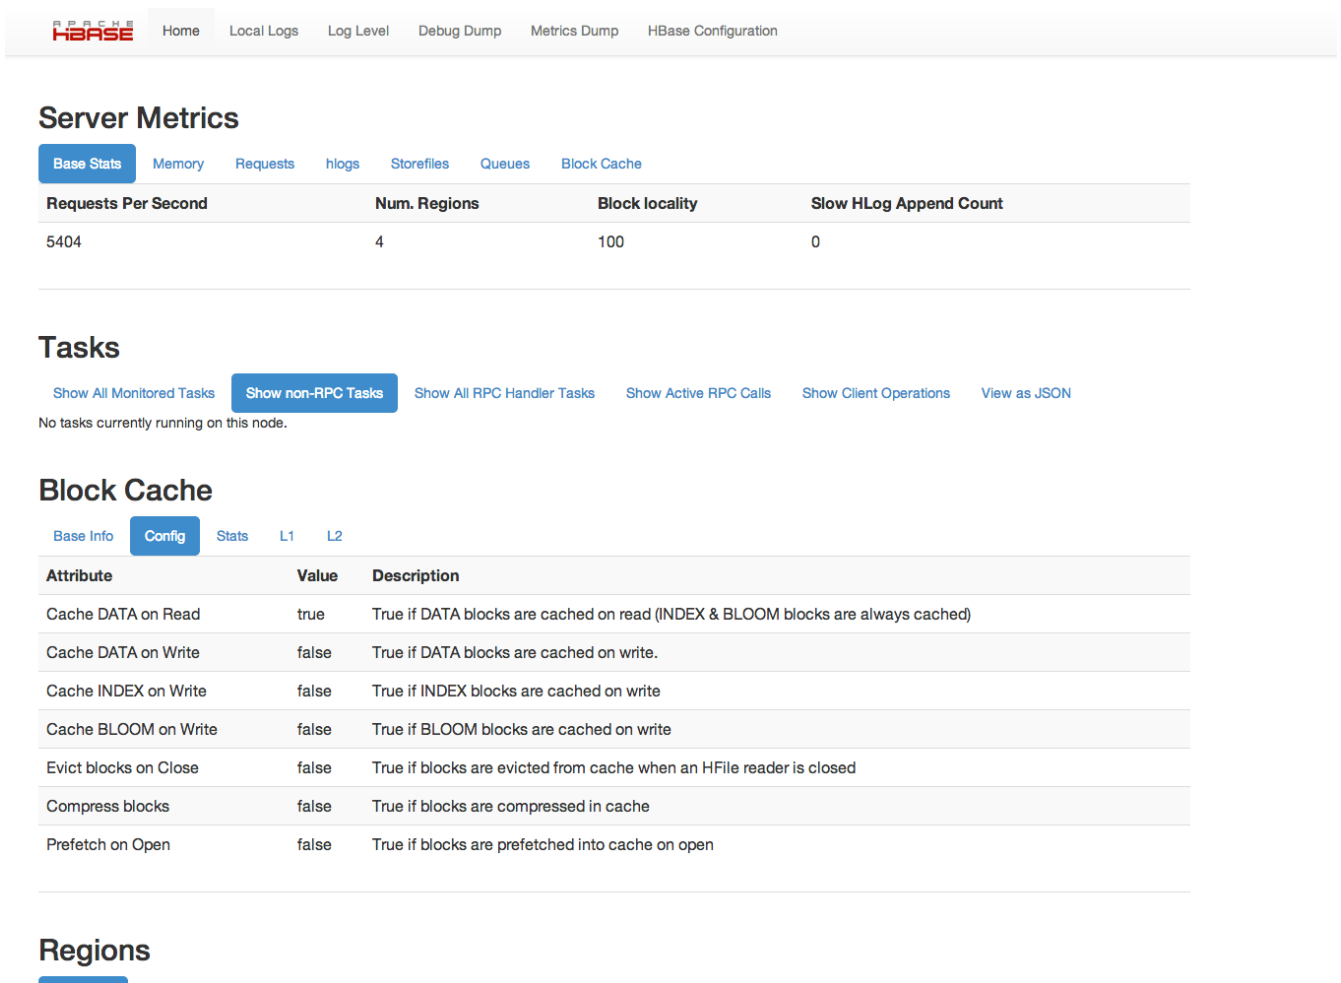 APACHE
HBASE Home Local Logs Log Level Debug Dump Metrics Dump HBase Configuration
Server Metrics
Base Stats Memory Requests hlogs Storefiles Queues Block Cache
Requests Per Second Num. Regions Block locality Slow HLog Append Count
5404 4 100 0
Tasks
Show All Monitored Tasks Show non-RPC Tasks Show All RPC Handler Tasks Show Active RPC Calls Show Client Operations View as JSON
No tasks currently running on this node.
Block Cache
Base Info Config Stats L1 L2
Attribute Value Description
Cache DATA on Read true True if DATA blocks are cached on read (INDEX & BLOOM blocks are always cached)
Cache DATA on Write false True if DATA blocks are cached on write.
Cache INDEX on Write false True if INDEX blocks are cached on write
Cache BLOOM on Write false True if BLOOM blocks are cached on write
Evict blocks on Close false True if blocks are evicted from cache when an HFile reader is closed
Compress blocks false True if blocks are compressed in cache
Prefetch on Open false True if blocks are prefetched into cache on open
Regions